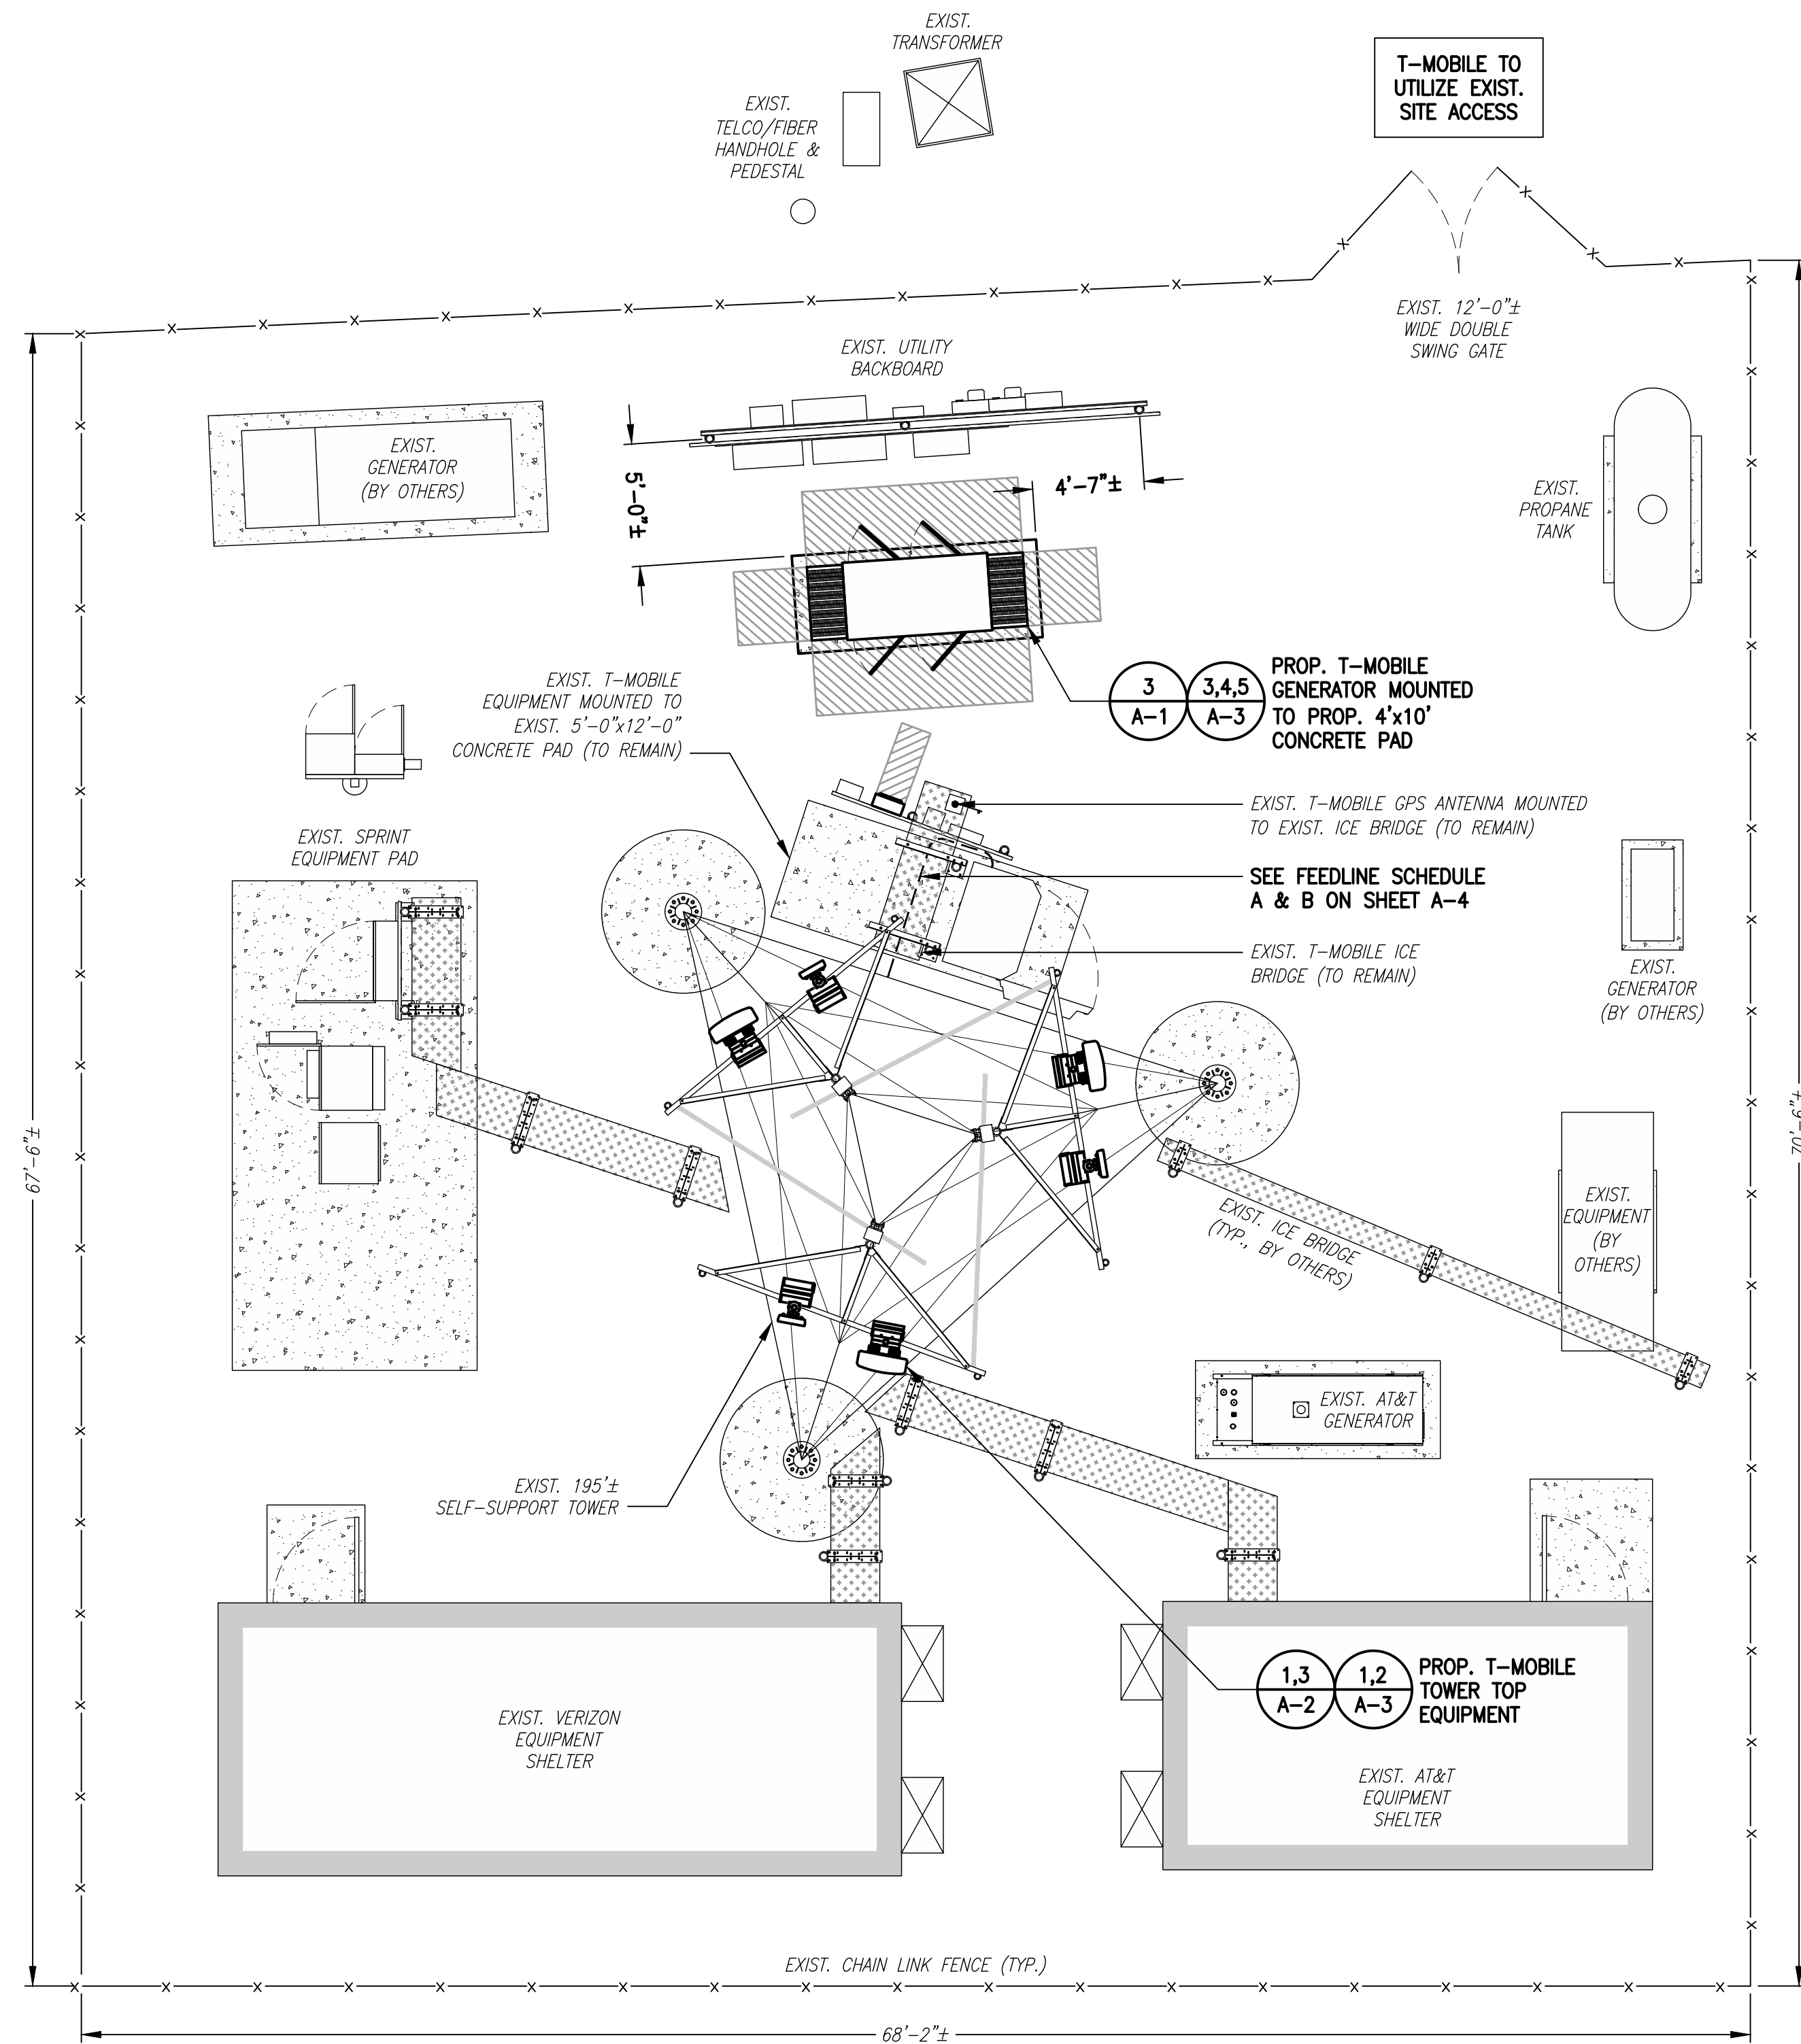 EXIST.
TRANSFORMER
T-MOBILE TO
UTILIZE EXIST.
SITE ACCESS
EXIST.
TELCO/FIBER
HANDHOLE &
PEDESTAL
EXIST. 12'-0"±
WIDE DOUBLE
SWING GATE
EXIST. UTILITY
BACKBOARD
EXIST.
GENERATOR
(BY OTHERS)
5'-0"±
4'-7"±
EXIST.
PROPANE
TANK
3
A-1
3,4,5
A-3
PROP. T-MOBILE
GENERATOR MOUNTED
TO PROP. 4'x10'
CONCRETE PAD
EXIST. T-MOBILE
EQUIPMENT MOUNTED TO
EXIST. 5'-0"x12'-0"
CONCRETE PAD (TO REMAIN)
EXIST. T-MOBILE GPS ANTENNA MOUNTED
TO EXIST. ICE BRIDGE (TO REMAIN)
EXIST. SPRINT
EQUIPMENT PAD
SEE FEEDLINE SCHEDULE
A & B ON SHEET A-4
EXIST. T-MOBILE ICE
BRIDGE (TO REMAIN)
EXIST.
GENERATOR
(BY OTHERS)
67'-6"±
70'-6"±
EXIST. ICE BRIDGE
(TYP., BY OTHERS)
EXIST.
EQUIPMENT
(BY
OTHERS)
EXIST. AT&T
GENERATOR
EXIST. 195'±
SELF-SUPPORT TOWER
1,3
A-2
1,2
A-3
PROP. T-MOBILE
TOWER TOP
EQUIPMENT
EXIST. VERIZON
EQUIPMENT
SHELTER
EXIST. AT&T
EQUIPMENT
SHELTER
EXIST. CHAIN LINK FENCE (TYP.)
68'-2"±